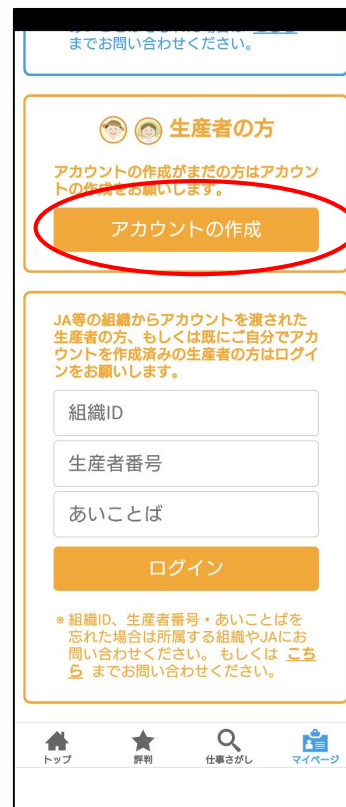 までお問い合わせください。
生産者の方
アカウントの作成がまだの方はアカウン
トの作成をお願いします。
アカウントの作成
JA等の組織からアカウントを渡された
生産者の方、もしくは既にご自分でアカ
ウントを作成済みの生産者の方はログイ
ンをお願いします。
組織ID
生産者番号
あいことば
ログイン
※組織ID、生産者番号・あいことばを
忘れた場合は所属する組織やJAにお
問い合わせください。もしくは こち
ら までお問い合わせください。
トップ 評判 仕事さがし マイページ